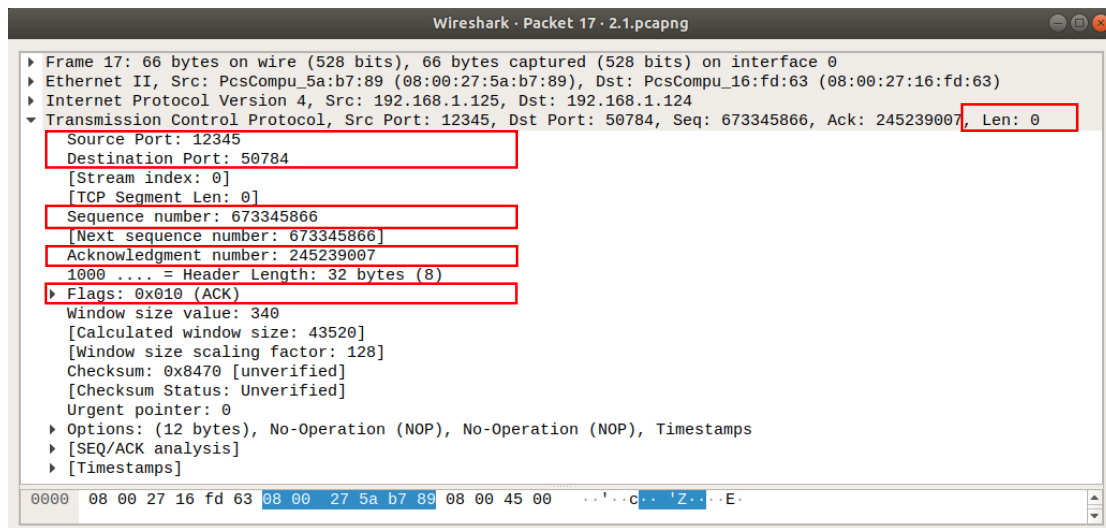 Wireshark · Packet 17 · 2.1.pcapng
Frame 17: 66 bytes on wire (528 bits), 66 bytes captured (528 bits) on interface 0
Ethernet II, Src: PcsCompu_5a:b7:89 (08:00:27:5a:b7:89), Dst: PcsCompu_16:fd:63 (08:00:27:16:fd:63)
Internet Protocol Version 4, Src: 192.168.1.125, Dst: 192.168.1.124
Transmission Control Protocol, Src Port: 12345, Dst Port: 50784, Seq: 673345866, Ack: 245239007, Len: 0
Source Port: 12345
Destination Port: 50784
[Stream index: 0]
[TCP Segment Len: 0]
Sequence number: 673345866
[Next sequence number: 673345866]
Acknowledgment number: 245239007
1000 .... = Header Length: 32 bytes (8)
Flags: 0x010 (ACK)
Window size value: 340
[Calculated window size: 43520]
[Window size scaling factor: 128]
Checksum: 0x8470 [unverified]
[Checksum Status: Unverified]
Urgent pointer: 0
Options: (12 bytes), No-Operation (NOP), No-Operation (NOP), Timestamps
[SEQ/ACK analysis]
[Timestamps]
0000 08 00 27 16 fd 63 08 00 27 5a b7 89 08 00 45 00 ··'··c·· 'Z····E·